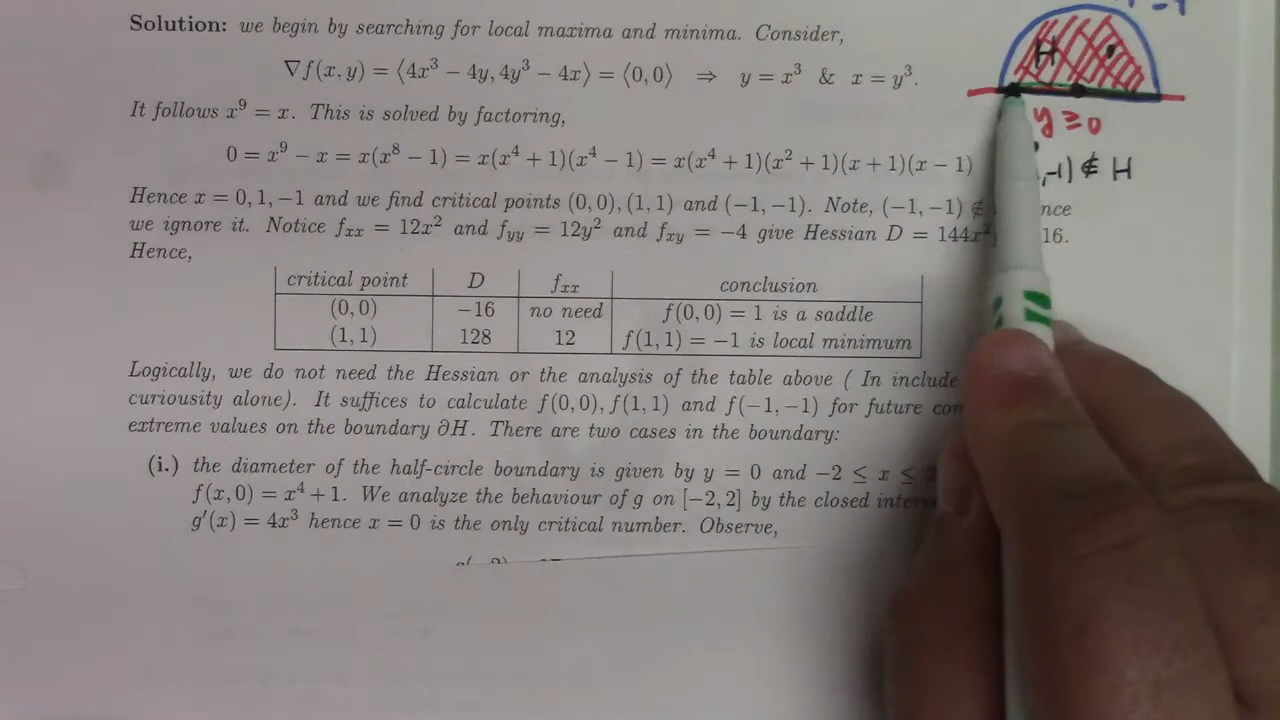 Solution: we begin by searching for local maxima and minima. Consider,
∇f(x, y) = ⟨4x³ − 4y, 4y³ − 4x⟩ = ⟨0, 0⟩ ⇒ y = x³ & x = y³.
It follows x⁹ = x. This is solved by factoring,
0 = x⁹ − x = x(x⁸ − 1) = x(x⁴ + 1)(x⁴ − 1) = x(x⁴ + 1)(x² + 1)(x + 1)(x − 1)
Hence x = 0, 1, −1 and we find critical points (0, 0), (1, 1) and (−1, −1). Note, (−1, −1) ∉ nce
we ignore it. Notice fₓₓ = 12x² and f_yy = 12y² and f_xy = −4 give Hessian D = 144x² 16.
Hence,
critical point D fₓₓ conclusion
(0, 0) −16 no need f(0, 0) = 1 is a saddle
(1, 1) 128 12 f(1, 1) = −1 is local minimum
Logically, we do not need the Hessian or the analysis of the table above ( In include
curiousity alone). It suffices to calculate f(0, 0), f(1, 1) and f(−1, −1) for future con
extreme values on the boundary ∂H. There are two cases in the boundary:
(i.) the diameter of the half-circle boundary is given by y = 0 and −2 ≤ x ≤ 2
f(x, 0) = x⁴ + 1. We analyze the behaviour of g on [−2, 2] by the closed inter
g′(x) = 4x³ hence x = 0 is the only critical number. Observe,
H
y ≥ 0
,−1) ∉ H